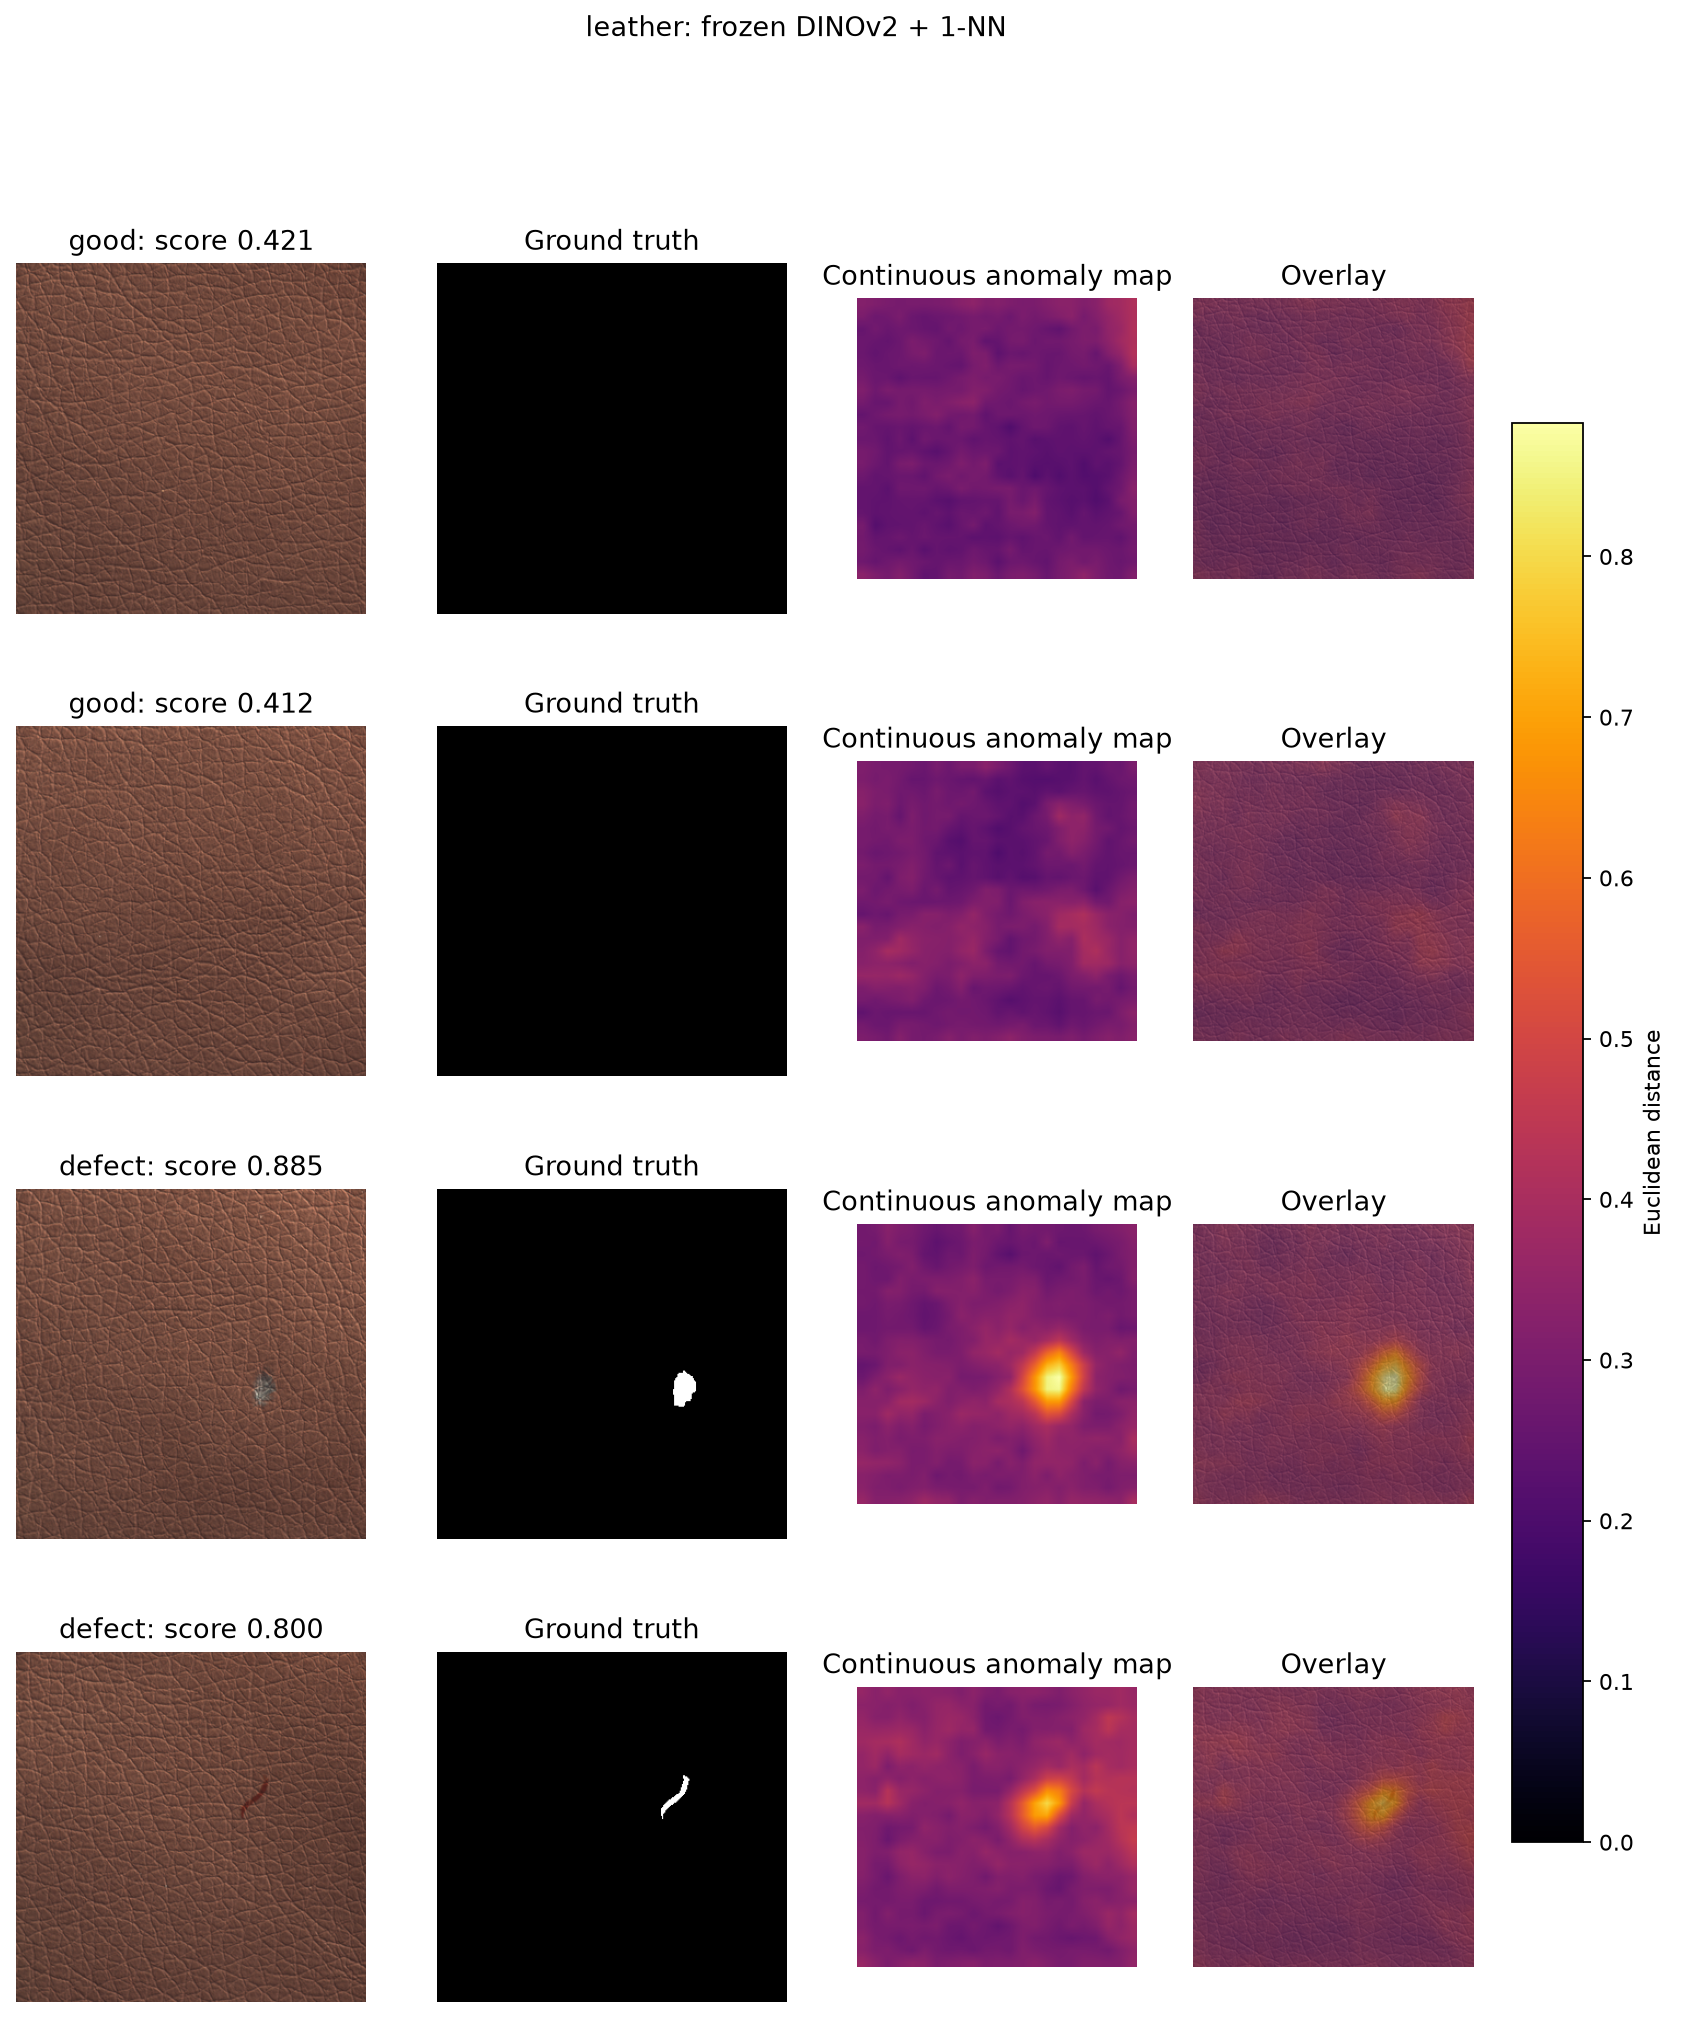 leather: frozen DINOv2 + 1-NN
good: score 0.421
Ground truth
Continuous anomaly map
Overlay
good: score 0.412
Ground truth
Continuous anomaly map
Overlay
defect: score 0.885
Ground truth
Continuous anomaly map
Overlay
defect: score 0.800
Ground truth
Continuous anomaly map
Overlay
0.8
0.7
0.6
0.5
0.4
0.3
0.2
0.1
0.0
Euclidean distance